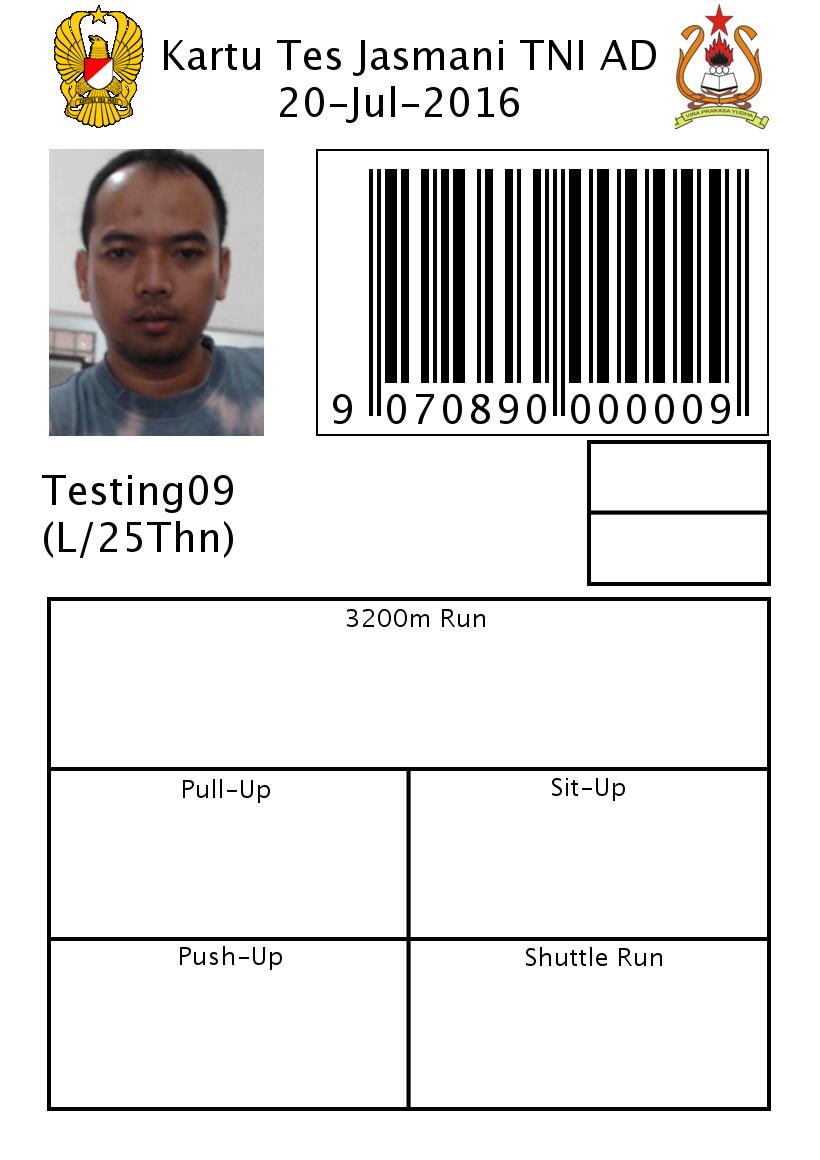 Kartu Tes Jasmani TNI AD
20-Jul-2016
VIRA PRAKASA YUDHA
9 070890 000009
Testing09
(L/25Thn)
3200m Run
Pull-Up
Sit-Up
Push-Up
Shuttle Run